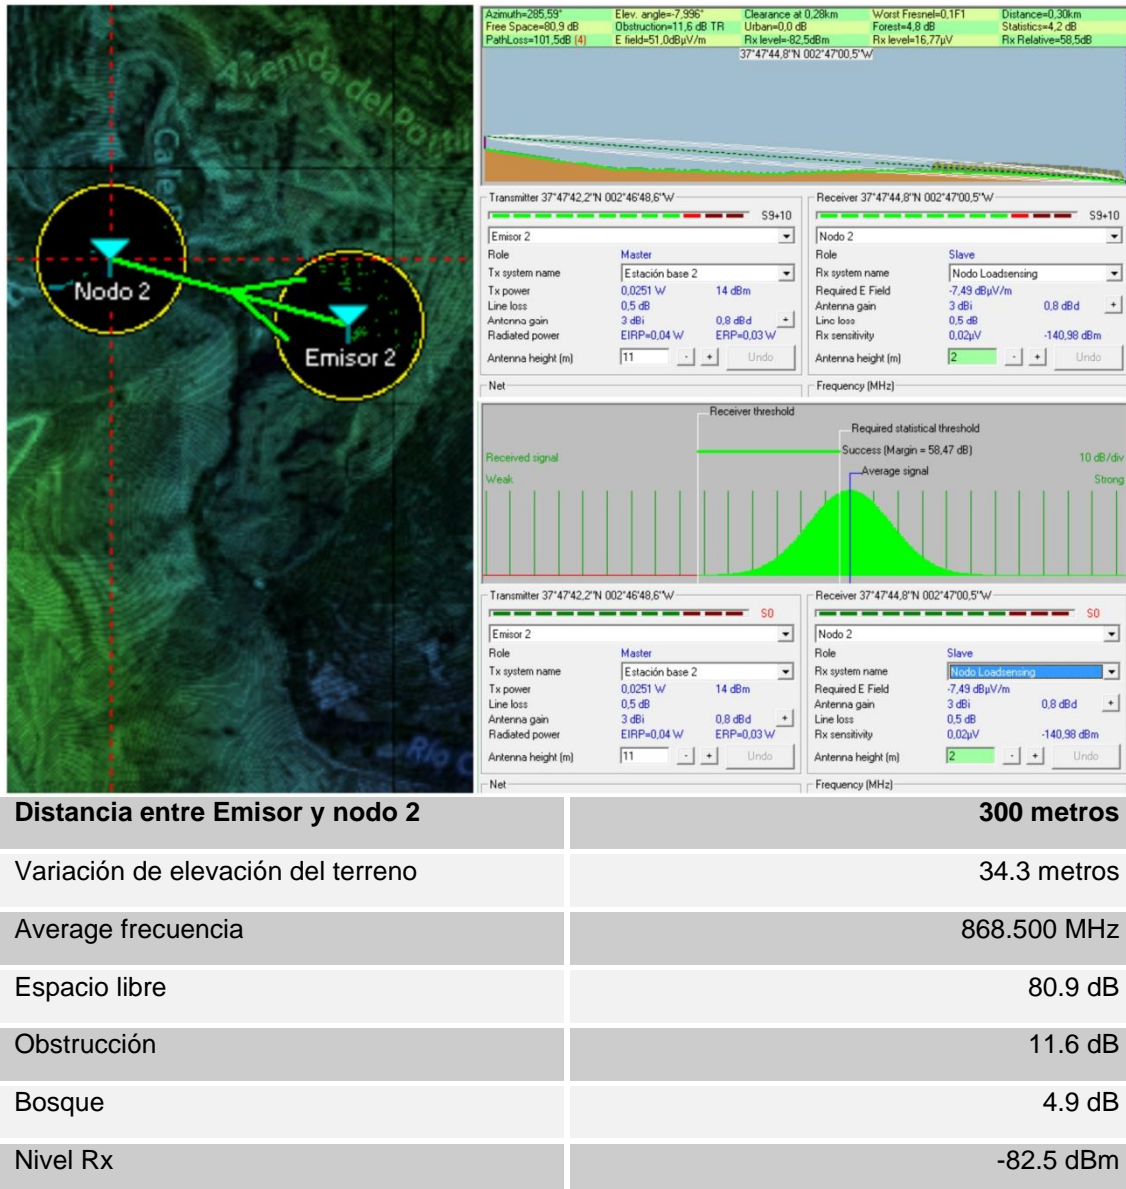 Avenida del Portil
Calle
Nodo 2
Emisor 2
Río C
Azimuth=285,59° Elev. angle=-7,996° Clearance at 0,28km Worst Fresnel=0,1F1 Distance=0,30km
Free Space=80,9 dB Obstruction=11,6 dB TR Urban=0,0 dB Forest=4,8 dB Statistics=4,2 dB
PathLoss=101,5dB (4) E field=51,0dBµV/m Rx level=-82,5dBm Rx level=16,77µV Rx Relative=58,5dB
37°47'44,8"N 002°47'00,5"W
Transmitter 37°47'42,2"N 002°46'48,6"W
S9+10
Emisor 2
Role Master
Tx system name Estación base 2
Tx power 0,0251 W 14 dBm
Line loss 0,5 dB
Antenna gain 3 dBi 0,8 dBd +
Radiated power EIRP=0,04 W ERP=0,03 W
Antenna height (m) 11 - + Undo
Net
Receiver 37°47'44,8"N 002°47'00,5"W
S9+10
Nodo 2
Role Slave
Rx system name Nodo Loadsensing
Required E Field -7,49 dBµV/m
Antenna gain 3 dBi 0,8 dBd +
Line loss 0,5 dB
Rx sensitivity 0,02µV -140,98 dBm
Antenna height (m) 2 - + Undo
Frequency (MHz)
Receiver threshold
Required statistical threshold
Success (Margin = 58,47 dB)
Average signal
Received signal 10 dB/div
Weak Strong
Transmitter 37°47'42,2"N 002°46'48,6"W
S0
Emisor 2
Role Master
Tx system name Estación base 2
Tx power 0,0251 W 14 dBm
Line loss 0,5 dB
Antenna gain 3 dBi 0,8 dBd +
Radiated power EIRP=0,04 W ERP=0,03 W
Antenna height (m) 11 - + Undo
Net
Receiver 37°47'44,8"N 002°47'00,5"W
S0
Nodo 2
Role Slave
Rx system name Nodo Loadsensing
Required E Field -7,49 dBµV/m
Antenna gain 3 dBi 0,8 dBd +
Line loss 0,5 dB
Rx sensitivity 0,02µV -140,98 dBm
Antenna height (m) 2 - + Undo
Frequency (MHz)
Distancia entre Emisor y nodo 2 300 metros
Variación de elevación del terreno 34.3 metros
Average frecuencia 868.500 MHz
Espacio libre 80.9 dB
Obstrucción 11.6 dB
Bosque 4.9 dB
Nivel Rx -82.5 dBm